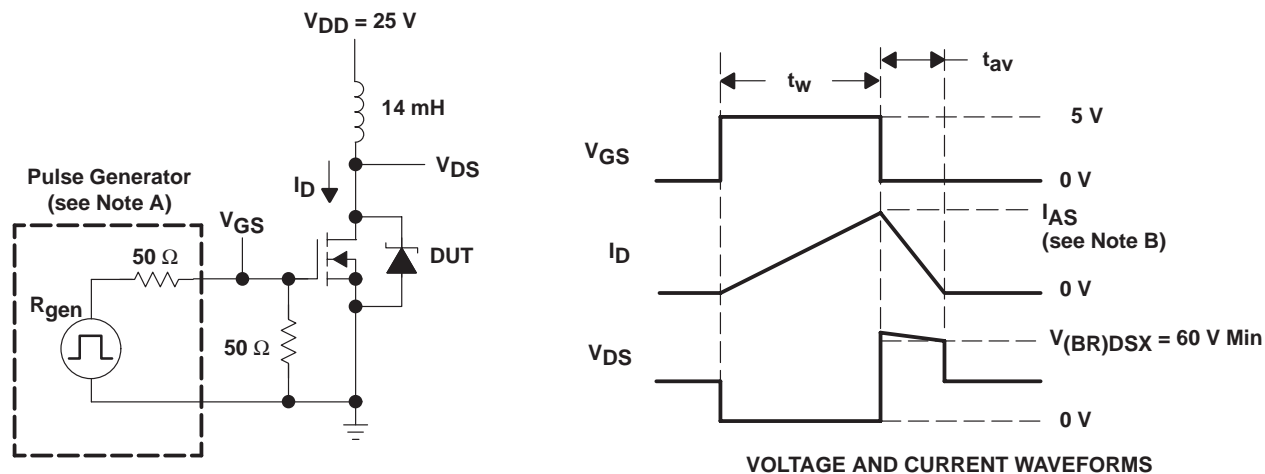 VDD = 25 V
14 mH
VDS
ID
Pulse Generator
(see Note A)
VGS
50 Ω
DUT
Rgen
50 Ω
tw
tav
5 V
VGS
0 V
IAS
(see Note B)
ID
0 V
V(BR)DSX = 60 V Min
VDS
0 V
VOLTAGE AND CURRENT WAVEFORMS